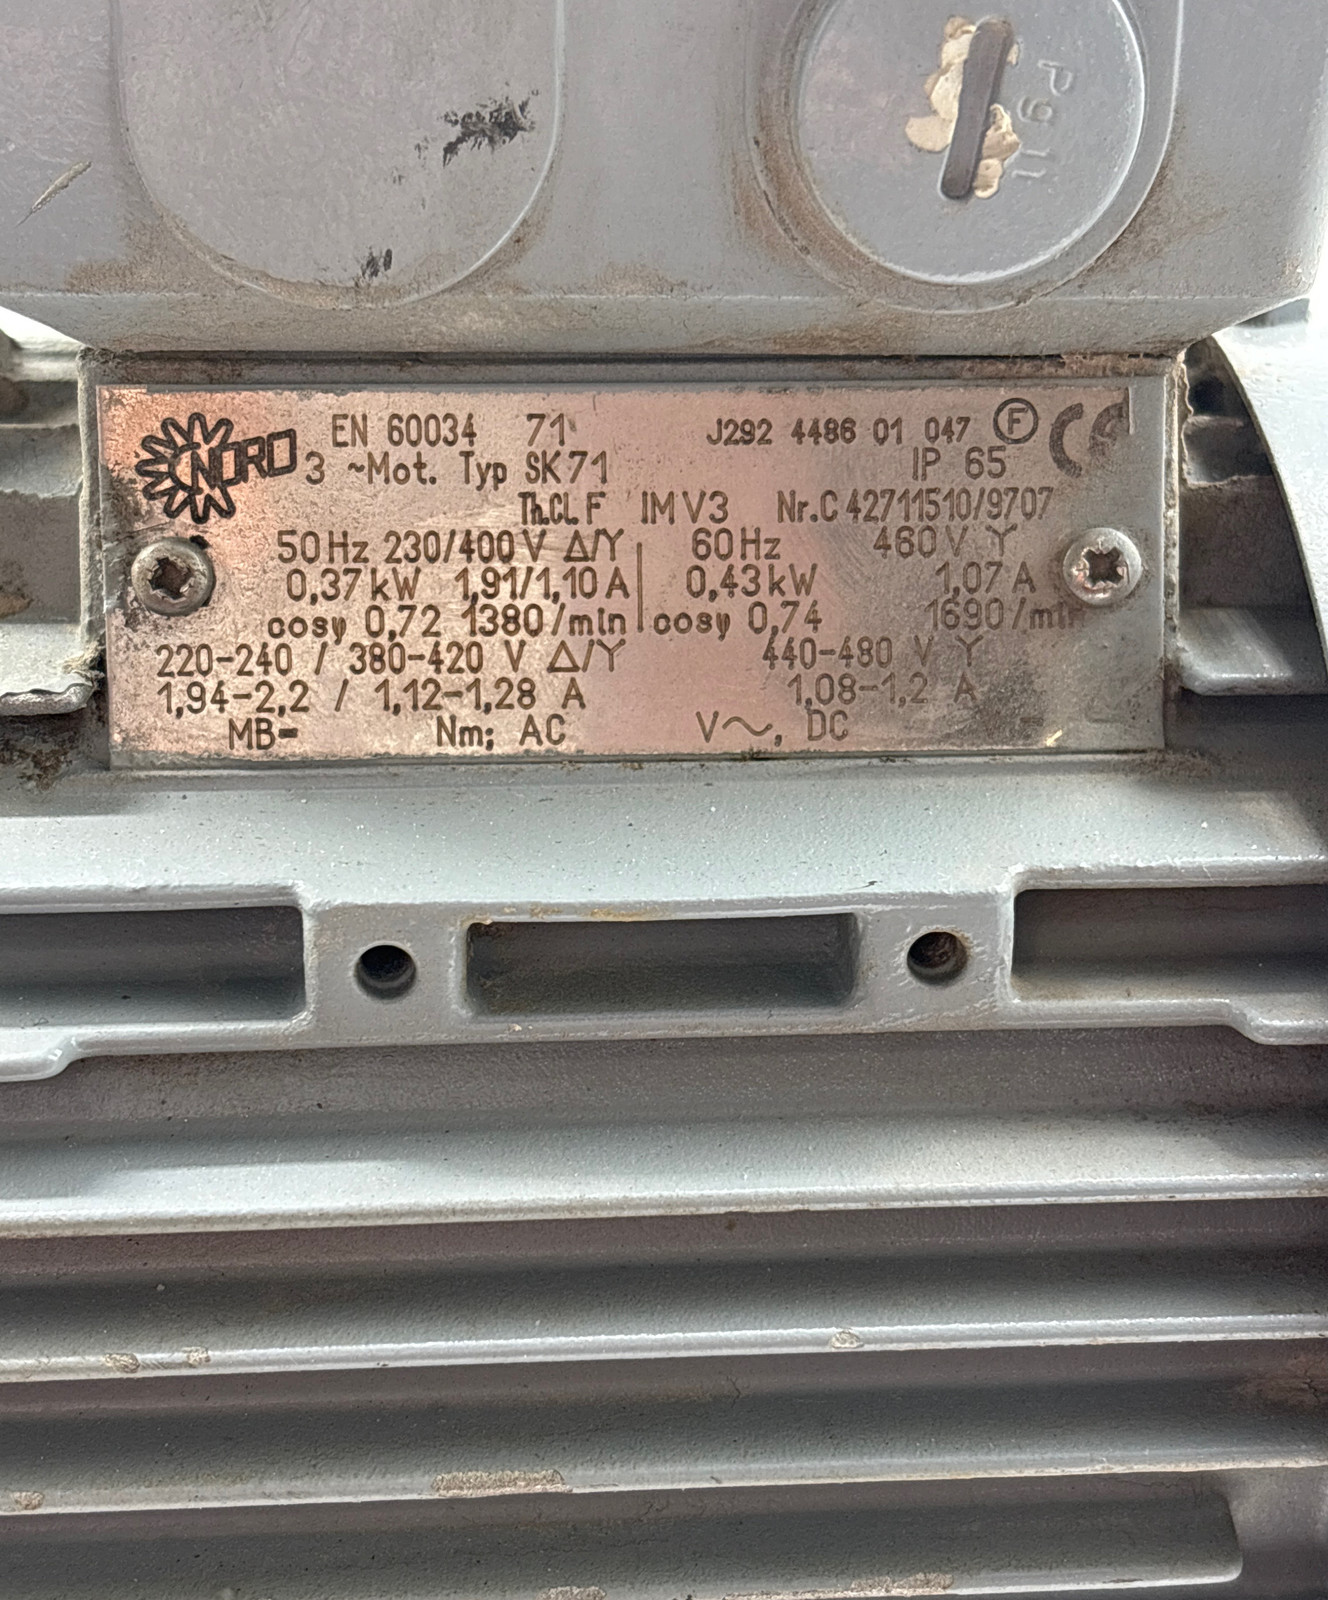 Pg 11
NORD
EN 60034 71 J292 4486 01 047 F CE
3 ~Mot. Typ SK71 IP 65
Th.Cl. F IM V3 Nr.C 42711510/9707
50Hz 230/400 V Δ/Y 60Hz 460 V Y
0,37kW 1,91/1,10 A 0,43kW 1,07 A
cosφ 0,72 1380/min cosφ 0,74 1690/min
220-240 / 380-420 V Δ/Y 440-480 V Y
1,94-2,2 / 1,12-1,28 A 1,08-1,2 A
MB= Nm; AC V~, DC